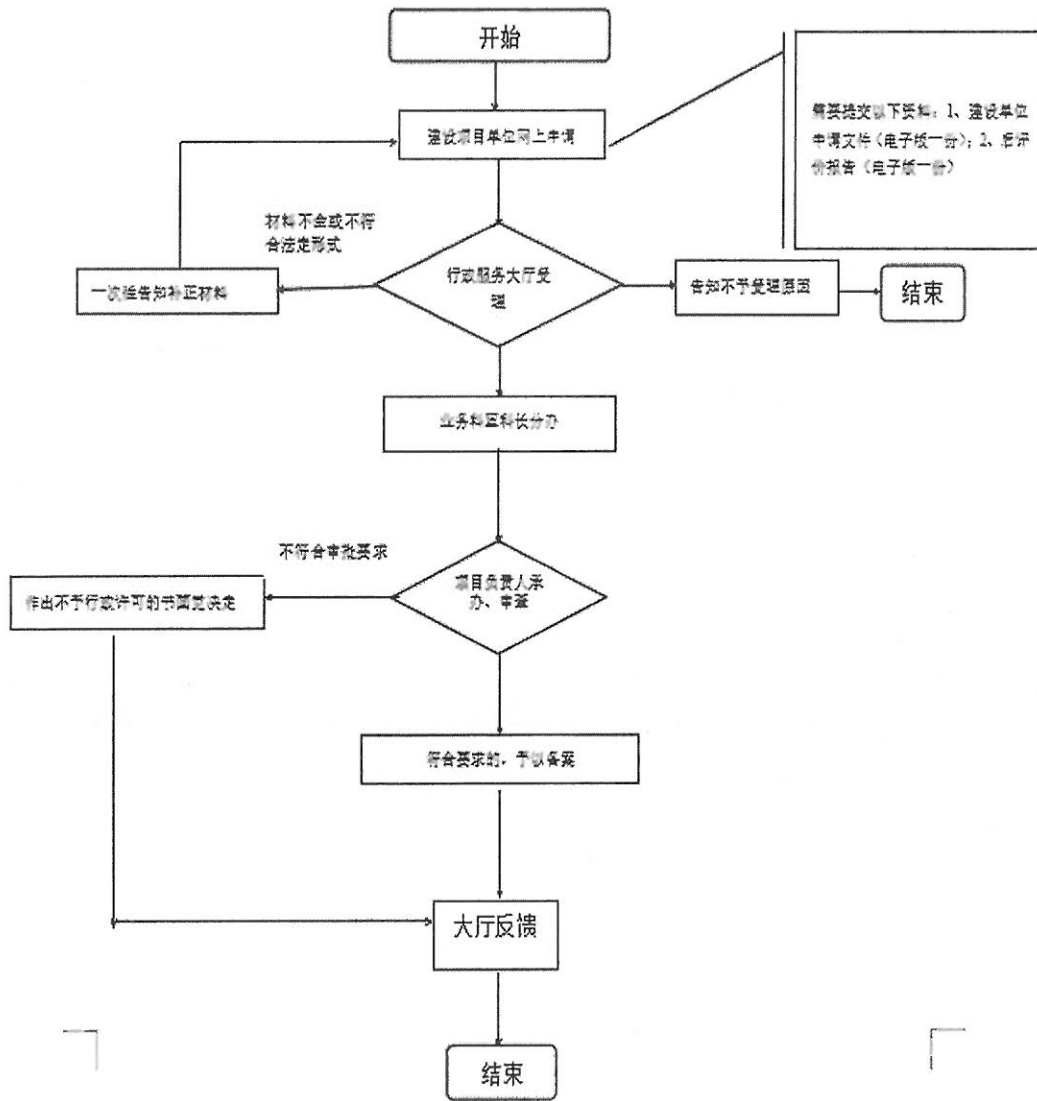 开始
需要提交以下资料：1、建设单位
申请文件（电子版一份）；2、后评
价报告（电子版一份）
建设项目单位网上申请
材料不全或不符
合法定形式
行政服务大厅受
理
一次性告知补正材料
告知不予受理原因
结束
业务科室科长分办
不符合审批要求
项目负责人承
办、审查
作出不予行政许可的书面决定
符合要求的，予以备案
大厅反馈
结束